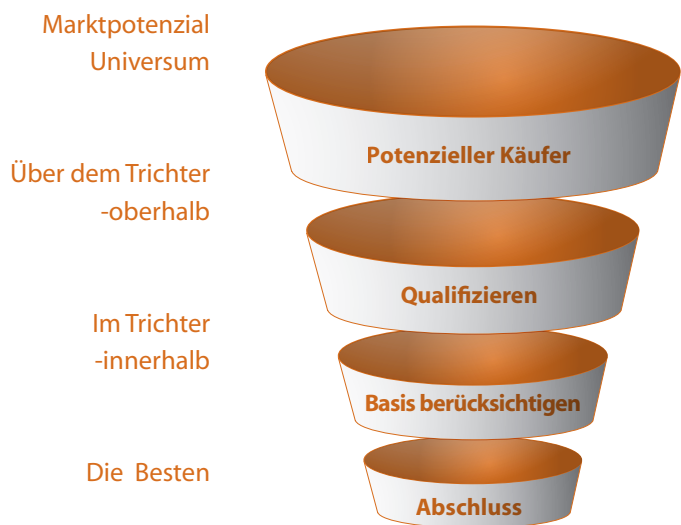 Marktpotenzial
Universum
Potenzieller Käufer
Über dem Trichter
-oberhalb
Qualifizieren
Im Trichter
-innerhalb
Basis berücksichtigen
Die Besten
Abschluss